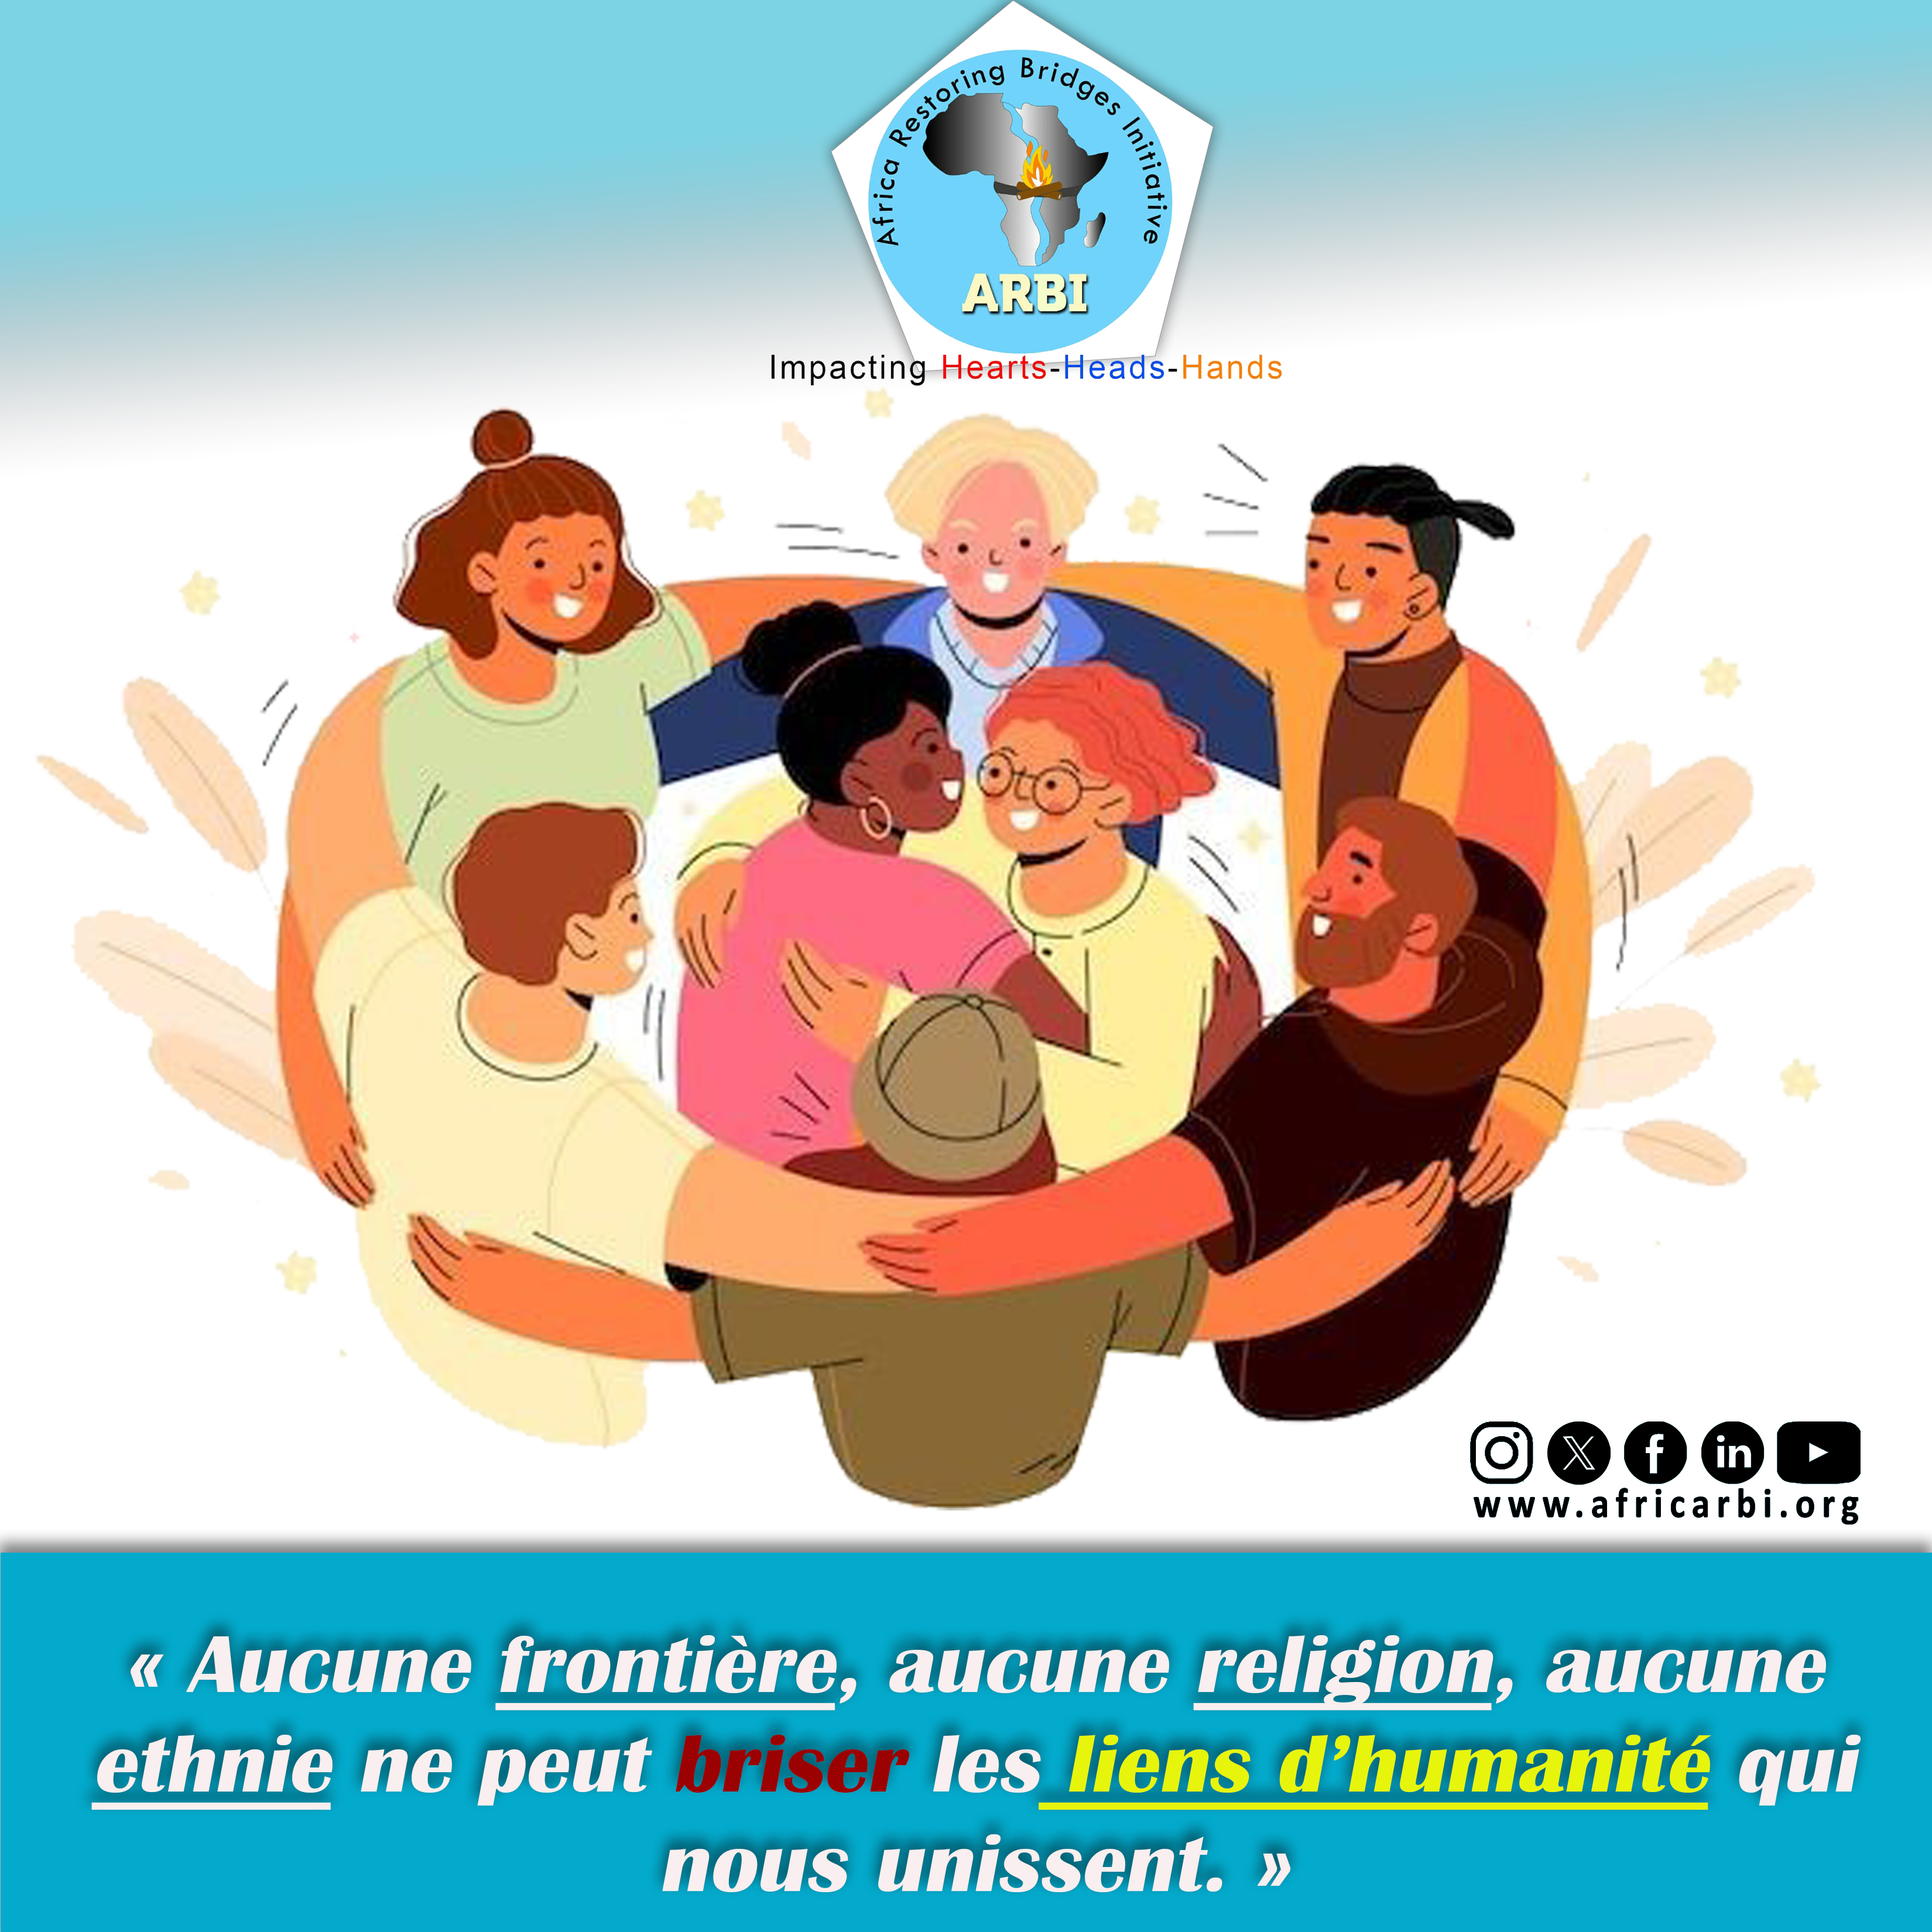 Africa Restoring Bridges Initiative
ARBI
Impacting Hearts-Heads-Hands
www.africarbi.org
« Aucune frontière, aucune religion, aucune
ethnie ne peut briser les liens d’humanité qui
nous unissent. »